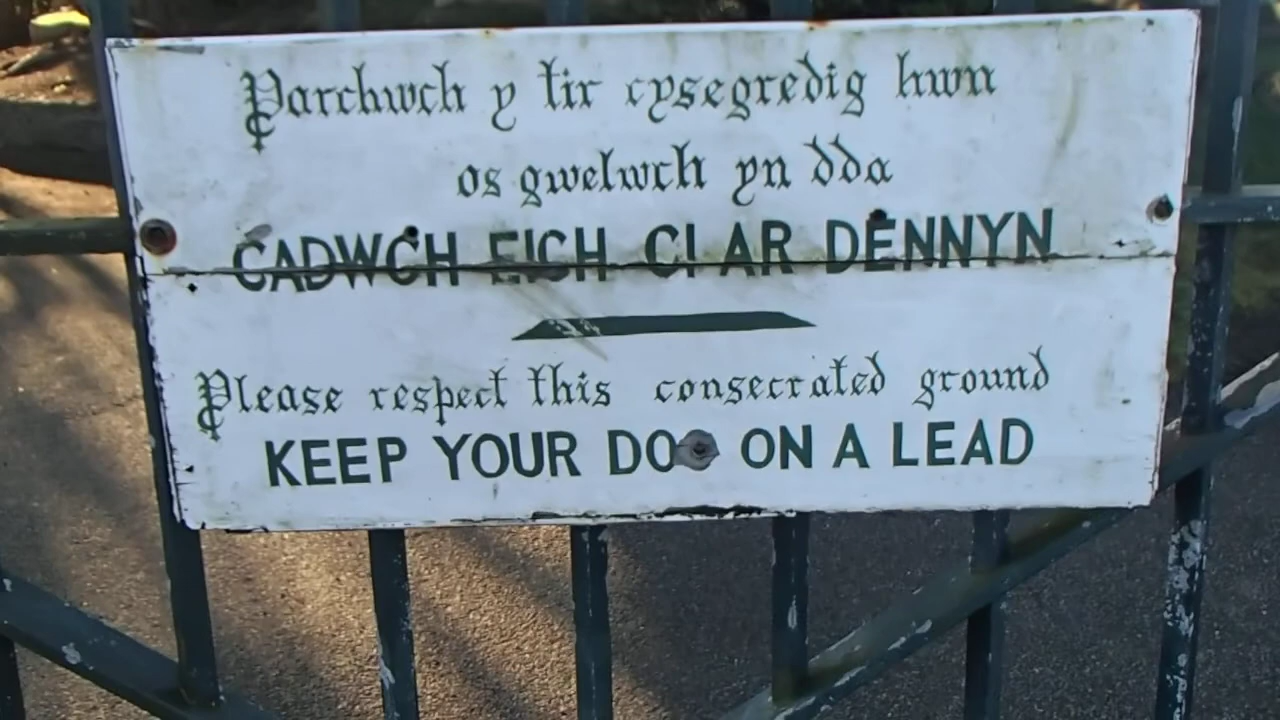 Parchwch y tir cysegredig hwn
os gwelwch yn dda
CADWCH EICH CI AR DENNYN
Please respect this consecrated ground
KEEP YOUR DO ON A LEAD